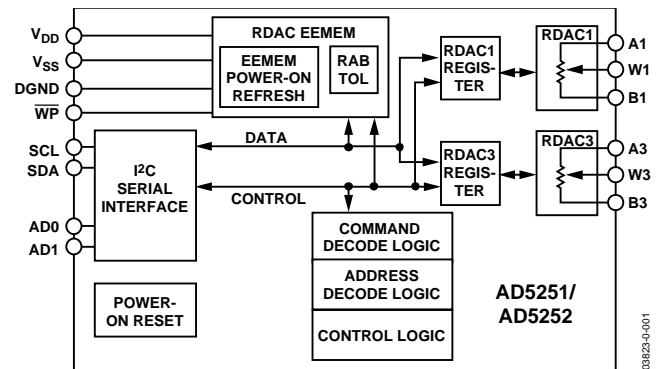 V_DD
V_SS
DGND
WP
SCL
SDA
AD0
AD1
RDAC EEMEM
EEMEM
POWER-ON
REFRESH
RAB
TOL
DATA
CONTROL
I²C
SERIAL
INTERFACE
POWER-
ON RESET
COMMAND
DECODE LOGIC
ADDRESS
DECODE LOGIC
CONTROL LOGIC
RDAC1
REGIS-
TER
RDAC3
REGIS-
TER
RDAC1
A1
W1
B1
RDAC3
A3
W3
B3
AD5251/
AD5252
03823-0-001